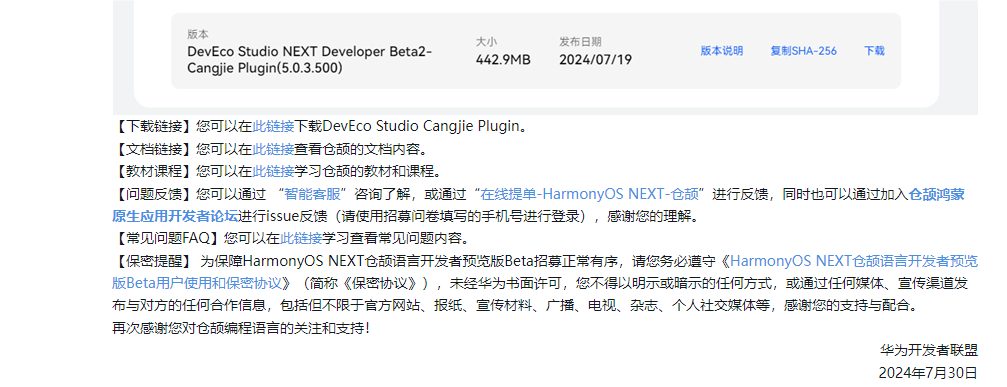 版本
DevEco Studio NEXT Developer Beta2-
Cangjie Plugin(5.0.3.500)
大小
442.9MB
发布日期
2024/07/19
版本说明
复制SHA-256
下载
【下载链接】您可以在此链接下载DevEco Studio Cangjie Plugin。
【文档链接】您可以在此链接查看仓颉的文档内容。
【教材课程】您可以在此链接学习仓颉的教材和课程。
【问题反馈】您可以通过 “智能客服”咨询了解，或通过“在线提单-HarmonyOS NEXT-仓颉”进行反馈，同时也可以通过加入仓颉鸿蒙
原生应用开发者论坛进行issue反馈（请使用招募问卷填写的手机号进行登录），感谢您的理解。
【常见问题FAQ】您可以在此链接学习查看常见问题内容。
【保密提醒】 为保障HarmonyOS NEXT仓颉语言开发者预览版Beta招募正常有序，请您务必遵守《HarmonyOS NEXT仓颉语言开发者预览
版Beta用户使用和保密协议》（简称《保密协议》），未经华为书面许可，您不得以明示或暗示的任何方式，或通过任何媒体、宣传渠道发
布与对方的任何合作信息，包括但不限于官方网站、报纸、宣传材料、广播、电视、杂志、个人社交媒体等，感谢您的支持与配合。
再次感谢您对仓颉编程语言的关注和支持！
华为开发者联盟
2024年7月30日